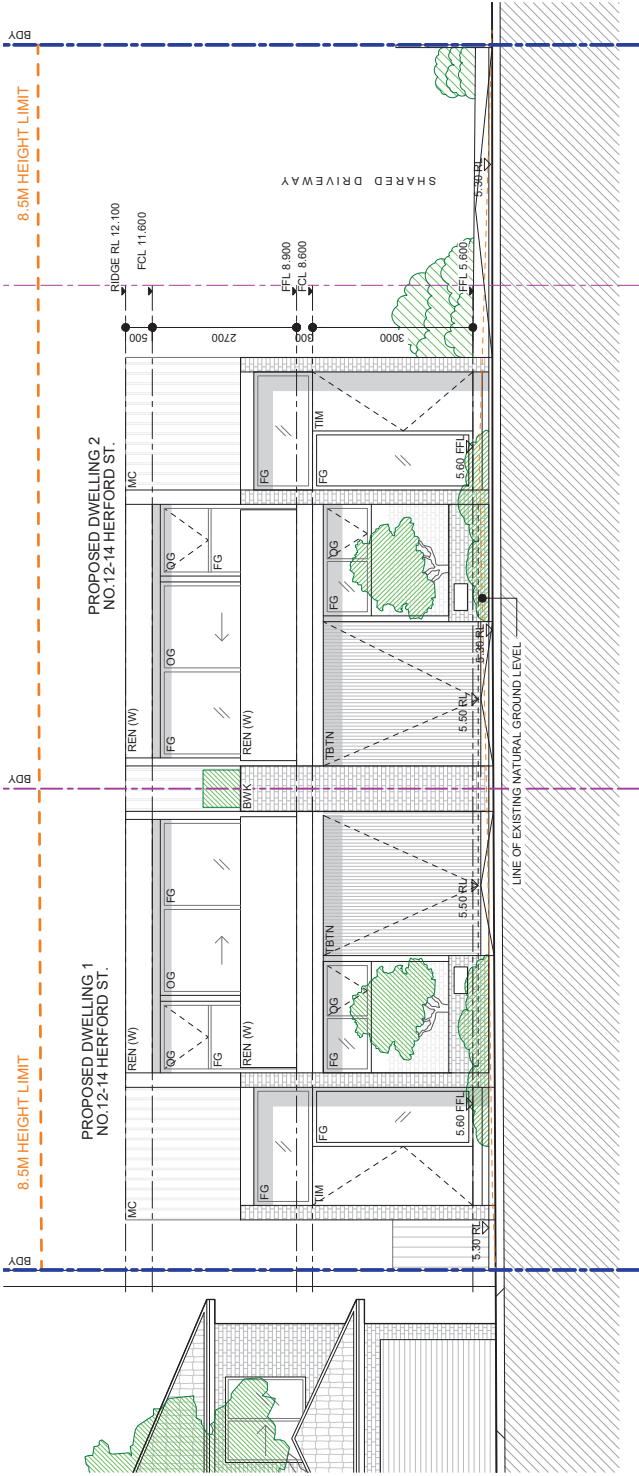 BDY
BDY
BDY
8.5M HEIGHT LIMIT
8.5M HEIGHT LIMIT
PROPOSED DWELLING 1
NO.12-14 HERFORD ST.
PROPOSED DWELLING 2
NO.12-14 HERFORD ST.
RIDGE RL 12.100
FCL 11.600
FFL 8.900
FCL 8.600
FFL 5.600
500
2700
300
3000
SHARED DRIVEWAY
MC
REN (W)
REN (W)
MC
QG
OG
FG
FG
OG
QG
FG
FG
REN (W)
BWK
REN (W)
FG
FG
TIM
FG
FG
QG
TBTN
TBTN
FG
QG
FG
TIM
5.30 RL
5.60 FFL
5.50 RL
5.50 RL
5.30 RL
5.60 FFL
5.30 RL
LINE OF EXISTING NATURAL GROUND LEVEL